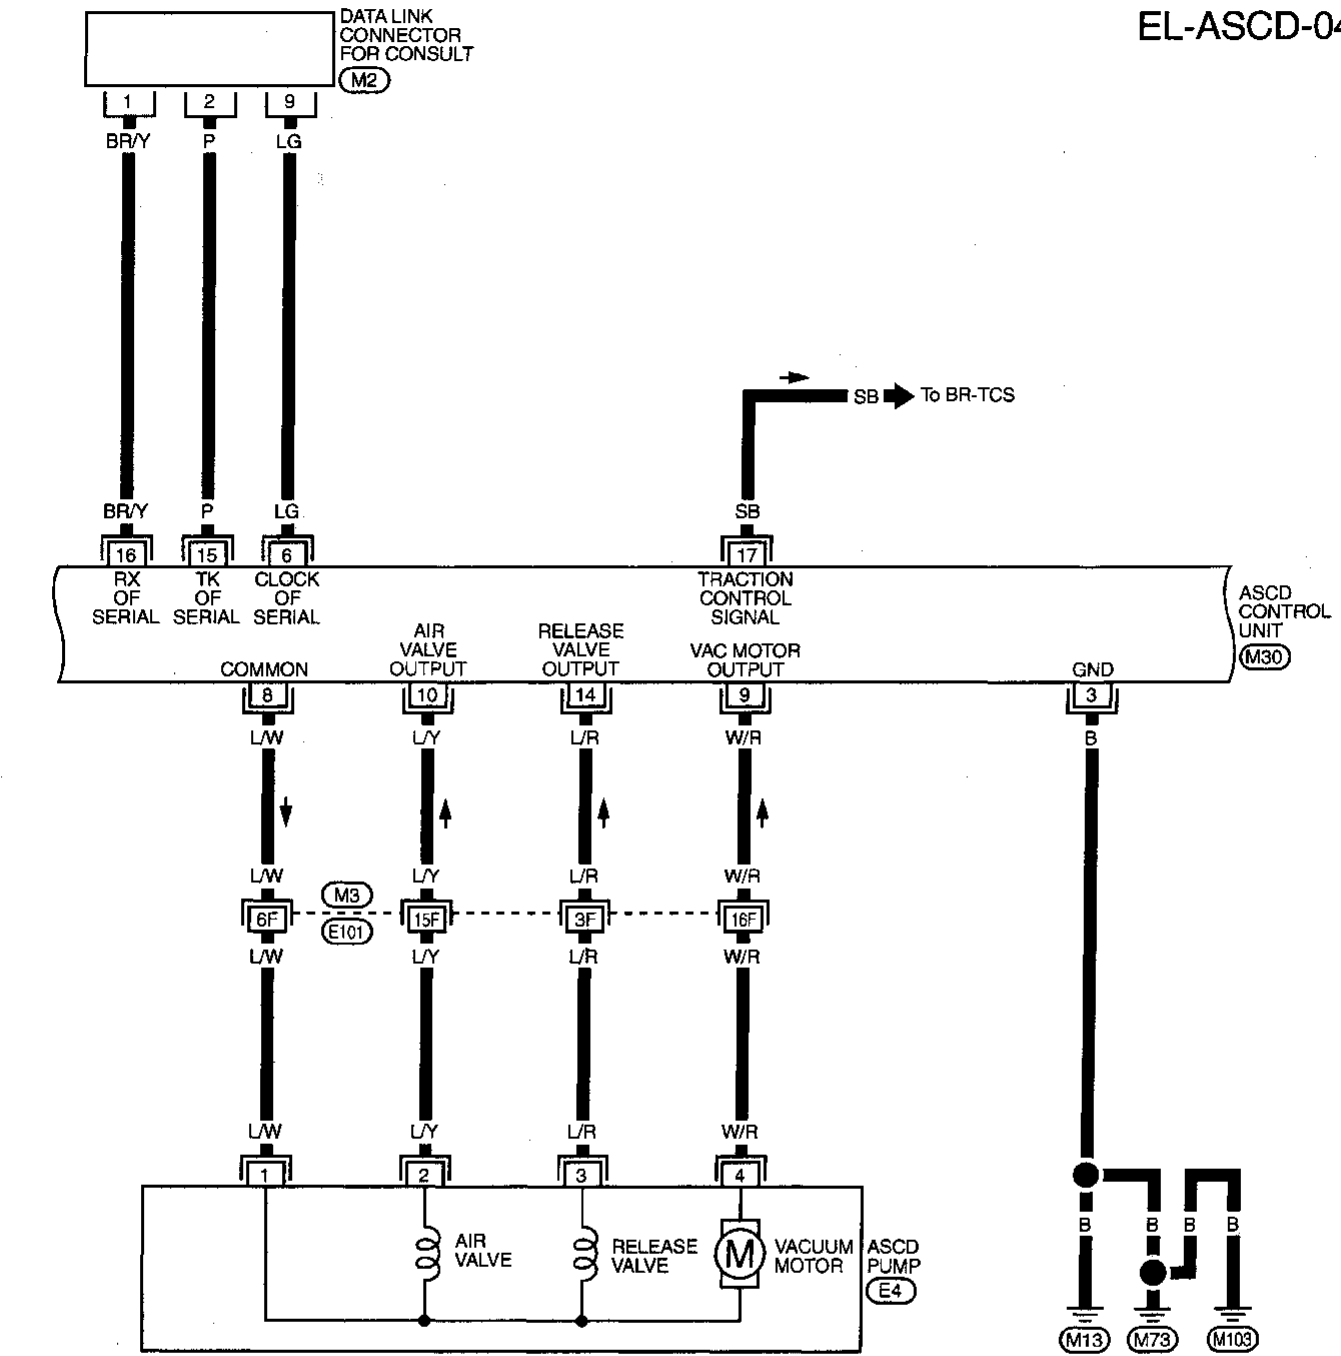 EL-ASCD-04
DATA LINK
CONNECTOR
FOR CONSULT
M2
1 2 9
BR/Y P LG
SB To BR-TCS
BR/Y P LG SB
16 15 6 17
RX
OF
SERIAL
TK
OF
SERIAL
CLOCK
OF
SERIAL
TRACTION
CONTROL
SIGNAL
ASCD
CONTROL
UNIT
M30
COMMON
AIR
VALVE
OUTPUT
RELEASE
VALVE
OUTPUT
VAC MOTOR
OUTPUT
GND
8 10 14 9 3
L/W L/Y L/R W/R B
L/W L/Y L/R W/R
M3
6F 15F 3F 16F
E101
L/W L/Y L/R W/R
L/W L/Y L/R W/R
1 2 3 4
AIR
VALVE
RELEASE
VALVE
M
VACUUM
MOTOR
ASCD
PUMP
E4
B B B B
M13 M73 M103